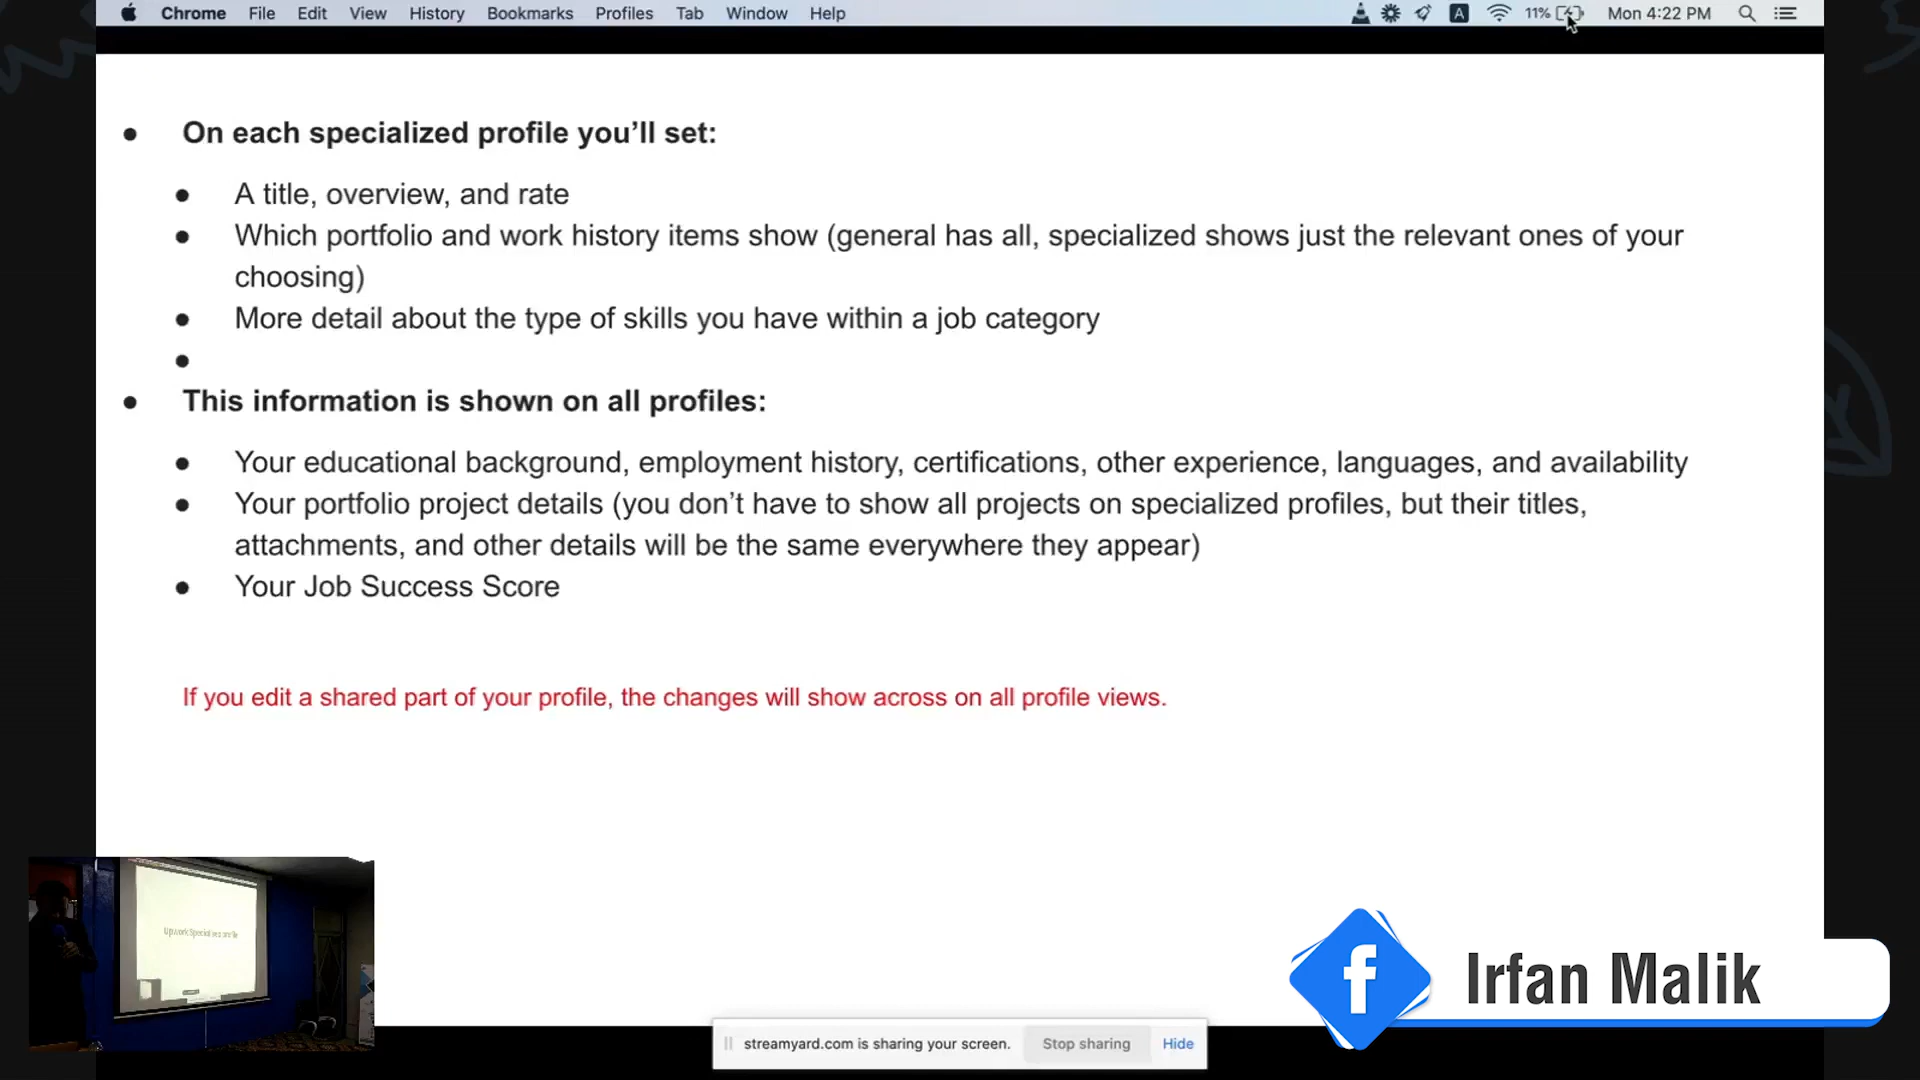 Chrome File Edit View History Bookmarks Profiles Tab Window Help A 11% Mon 4:22 PM
On each specialized profile you’ll set:
A title, overview, and rate
Which portfolio and work history items show (general has all, specialized shows just the relevant ones of your
choosing)
More detail about the type of skills you have within a job category
This information is shown on all profiles:
Your educational background, employment history, certifications, other experience, languages, and availability
Your portfolio project details (you don’t have to show all projects on specialized profiles, but their titles,
attachments, and other details will be the same everywhere they appear)
Your Job Success Score
If you edit a shared part of your profile, the changes will show across on all profile views.
Upwork Specialized profile
f Irfan Malik
streamyard.com is sharing your screen. Stop sharing Hide